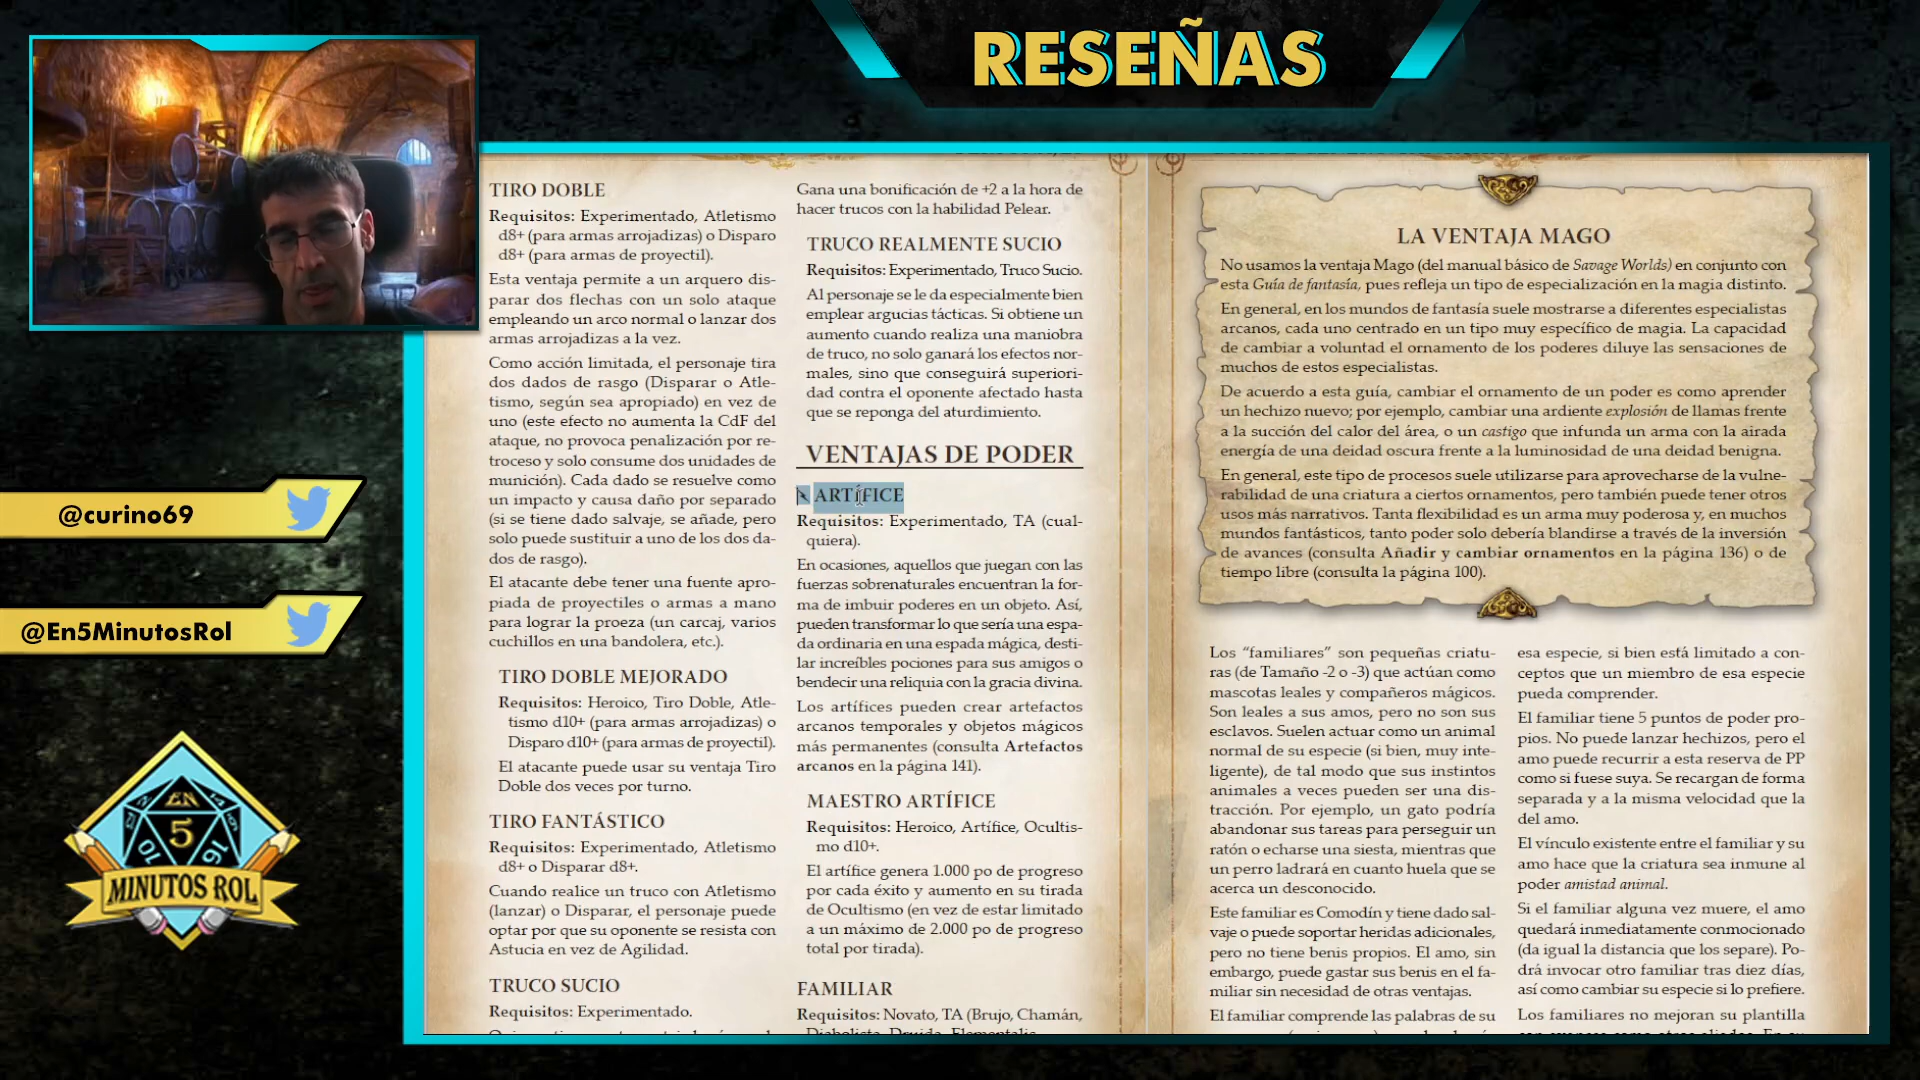 RESEÑAS
@curino69
@En5MinutosRol
EN
5
MINUTOS ROL
TIRO DOBLE
Requisitos: Experimentado, Atletismo
d8+ (para armas arrojadizas) o Disparo
d8+ (para armas de proyectil).
Esta ventaja permite a un arquero dis-
parar dos flechas con un solo ataque
empleando un arco normal o lanzar dos
armas arrojadizas a la vez.
Como acción limitada, el personaje tira
dos dados de rasgo (Disparar o Atle-
tismo, según sea apropiado) en vez de
uno (este efecto no aumenta la CdF del
ataque, no provoca penalización por re-
troceso y solo consume dos unidades de
munición). Cada dado se resuelve como
un impacto y causa daño por separado
(si se tiene dado salvaje, se añade, pero
solo puede sustituir a uno de los dos da-
dos de rasgo).
El atacante debe tener una fuente apro-
piada de proyectiles o armas a mano
para lograr la proeza (un carcaj, varios
cuchillos en una bandolera, etc.).
TIRO DOBLE MEJORADO
Requisitos: Heroico, Tiro Doble, Atle-
tismo d10+ (para armas arrojadizas) o
Disparo d10+ (para armas de proyectil).
El atacante puede usar su ventaja Tiro
Doble dos veces por turno.
TIRO FANTÁSTICO
Requisitos: Experimentado, Atletismo
d8+ o Disparar d8+.
Cuando realice un truco con Atletismo
(lanzar) o Disparar, el personaje puede
optar por que su oponente se resista con
Astucia en vez de Agilidad.
TRUCO SUCIO
Requisitos: Experimentado.
Gana una bonificación de +2 a la hora de
hacer trucos con la habilidad Pelear.
TRUCO REALMENTE SUCIO
Requisitos: Experimentado, Truco Sucio.
Al personaje se le da especialmente bien
emplear argucias tácticas. Si obtiene un
aumento cuando realiza una maniobra
de truco, no solo ganará los efectos nor-
males, sino que conseguirá superiori-
dad contra el oponente afectado hasta
que se reponga del aturdimiento.
VENTAJAS DE PODER
ARTÍFICE
Requisitos: Experimentado, TA (cual-
quiera).
En ocasiones, aquellos que juegan con las
fuerzas sobrenaturales encuentran la for-
ma de imbuir poderes en un objeto. Así,
pueden transformar lo que sería una espa-
da ordinaria en una espada mágica, desti-
lar increíbles pociones para sus amigos o
bendecir una reliquia con la gracia divina.
Los artífices pueden crear artefactos
arcanos temporales y objetos mágicos
más permanentes (consulta Artefactos
arcanos en la página 141).
MAESTRO ARTÍFICE
Requisitos: Heroico, Artífice, Ocultis-
mo d10+.
El artífice genera 1.000 po de progreso
por cada éxito y aumento en su tirada
de Ocultismo (en vez de estar limitado
a un máximo de 2.000 po de progreso
total por tirada).
FAMILIAR
Requisitos: Novato, TA (Brujo, Chamán,
Diabolista, Druida, Elementalis-
LA VENTAJA MAGO
No usamos la ventaja Mago (del manual básico de Savage Worlds) en conjunto con
esta Guía de fantasía, pues refleja un tipo de especialización en la magia distinto.
En general, en los mundos de fantasía suele mostrarse a diferentes especialistas
arcanos, cada uno centrado en un tipo muy específico de magia. La capacidad
de cambiar a voluntad el ornamento de los poderes diluye las sensaciones de
muchos de estos especialistas.
De acuerdo a esta guía, cambiar el ornamento de un poder es como aprender
un hechizo nuevo; por ejemplo, cambiar una ardiente explosión de llamas frente
a la succión del calor del área, o un castigo que infunda un arma con la airada
energía de una deidad oscura frente a la luminosidad de una deidad benigna.
En general, este tipo de procesos suele utilizarse para aprovecharse de la vulne-
rabilidad de una criatura a ciertos ornamentos, pero también puede tener otros
usos más narrativos. Tanta flexibilidad es un arma muy poderosa y, en muchos
mundos fantásticos, tanto poder solo debería blandirse a través de la inversión
de avances (consulta Añadir y cambiar ornamentos en la página 136) o de
tiempo libre (consulta la página 100).
Los “familiares” son pequeñas criatu-
ras (de Tamaño -2 o -3) que actúan como
mascotas leales y compañeros mágicos.
Son leales a sus amos, pero no son sus
esclavos. Suelen actuar como un animal
normal de su especie (si bien, muy inte-
ligente), de tal modo que sus instintos
animales a veces pueden ser una dis-
tracción. Por ejemplo, un gato podría
abandonar sus tareas para perseguir un
ratón o echarse una siesta, mientras que
un perro ladrará en cuanto huela que se
acerca un desconocido.
Este familiar es Comodín y tiene dado sal-
vaje o puede soportar heridas adicionales,
pero no tiene benis propios. El amo, sin
embargo, puede gastar sus benis en el fa-
miliar sin necesidad de otras ventajas.
El familiar comprende las palabras de su
esa especie, si bien está limitado a con-
ceptos que un miembro de esa especie
pueda comprender.
El familiar tiene 5 puntos de poder pro-
pios. No puede lanzar hechizos, pero el
amo puede recurrir a esta reserva de PP
como si fuese suya. Se recargan de forma
separada y a la misma velocidad que la
del amo.
El vínculo existente entre el familiar y su
amo hace que la criatura sea inmune al
poder amistad animal.
Si el familiar alguna vez muere, el amo
quedará inmediatamente conmocionado
(da igual la distancia que los separe). Po-
drá invocar otro familiar tras diez días,
así como cambiar su especie si lo prefiere.
Los familiares no mejoran su plantilla